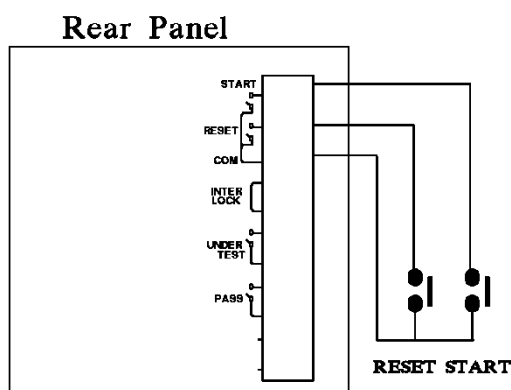 Rear Panel
START
RESET
COM
INTER
LOCK
UNDER
TEST
PASS
RESET START